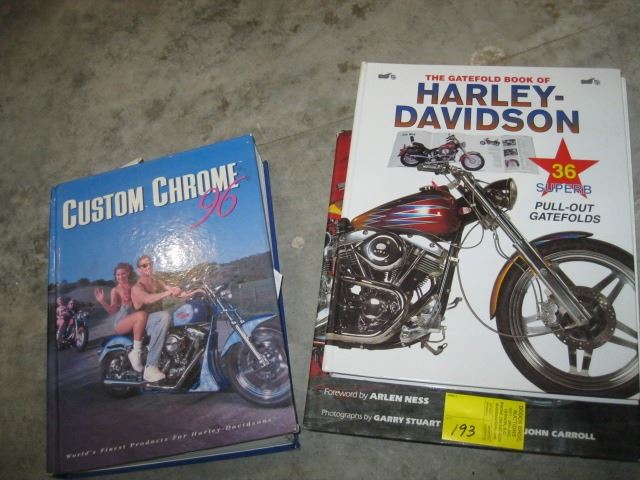 CUSTOM CHROME
96
World's Finest Products For Harley-Davidsons
THE GATEFOLD BOOK OF
HARLEY-
DAVIDSON
36
SUPERB
PULL-OUT
GATEFOLDS
Foreword by ARLEN NESS
Photographs by GARRY STUART
JOHN CARROLL
193